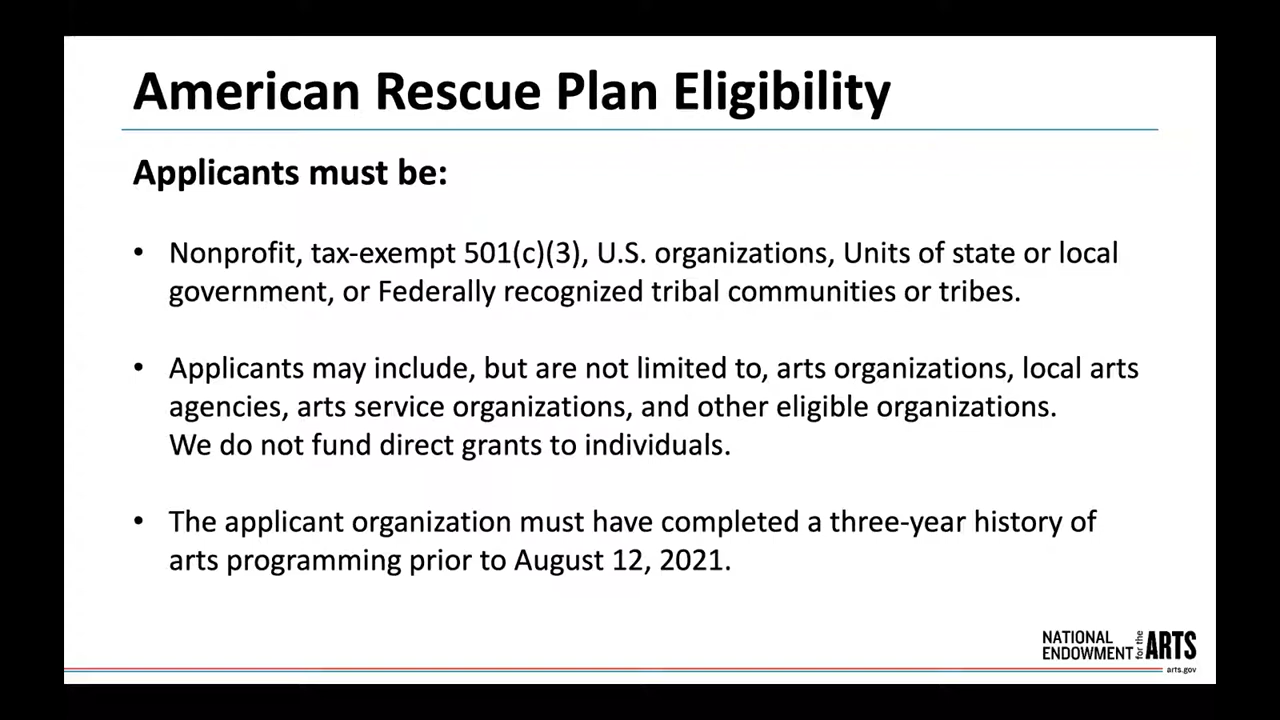 American Rescue Plan Eligibility
Applicants must be:
• Nonprofit, tax-exempt 501(c)(3), U.S. organizations, Units of state or local
government, or Federally recognized tribal communities or tribes.
• Applicants may include, but are not limited to, arts organizations, local arts
agencies, arts service organizations, and other eligible organizations.
We do not fund direct grants to individuals.
• The applicant organization must have completed a three-year history of
arts programming prior to August 12, 2021.
NATIONAL
ENDOWMENT for the ARTS
arts.gov